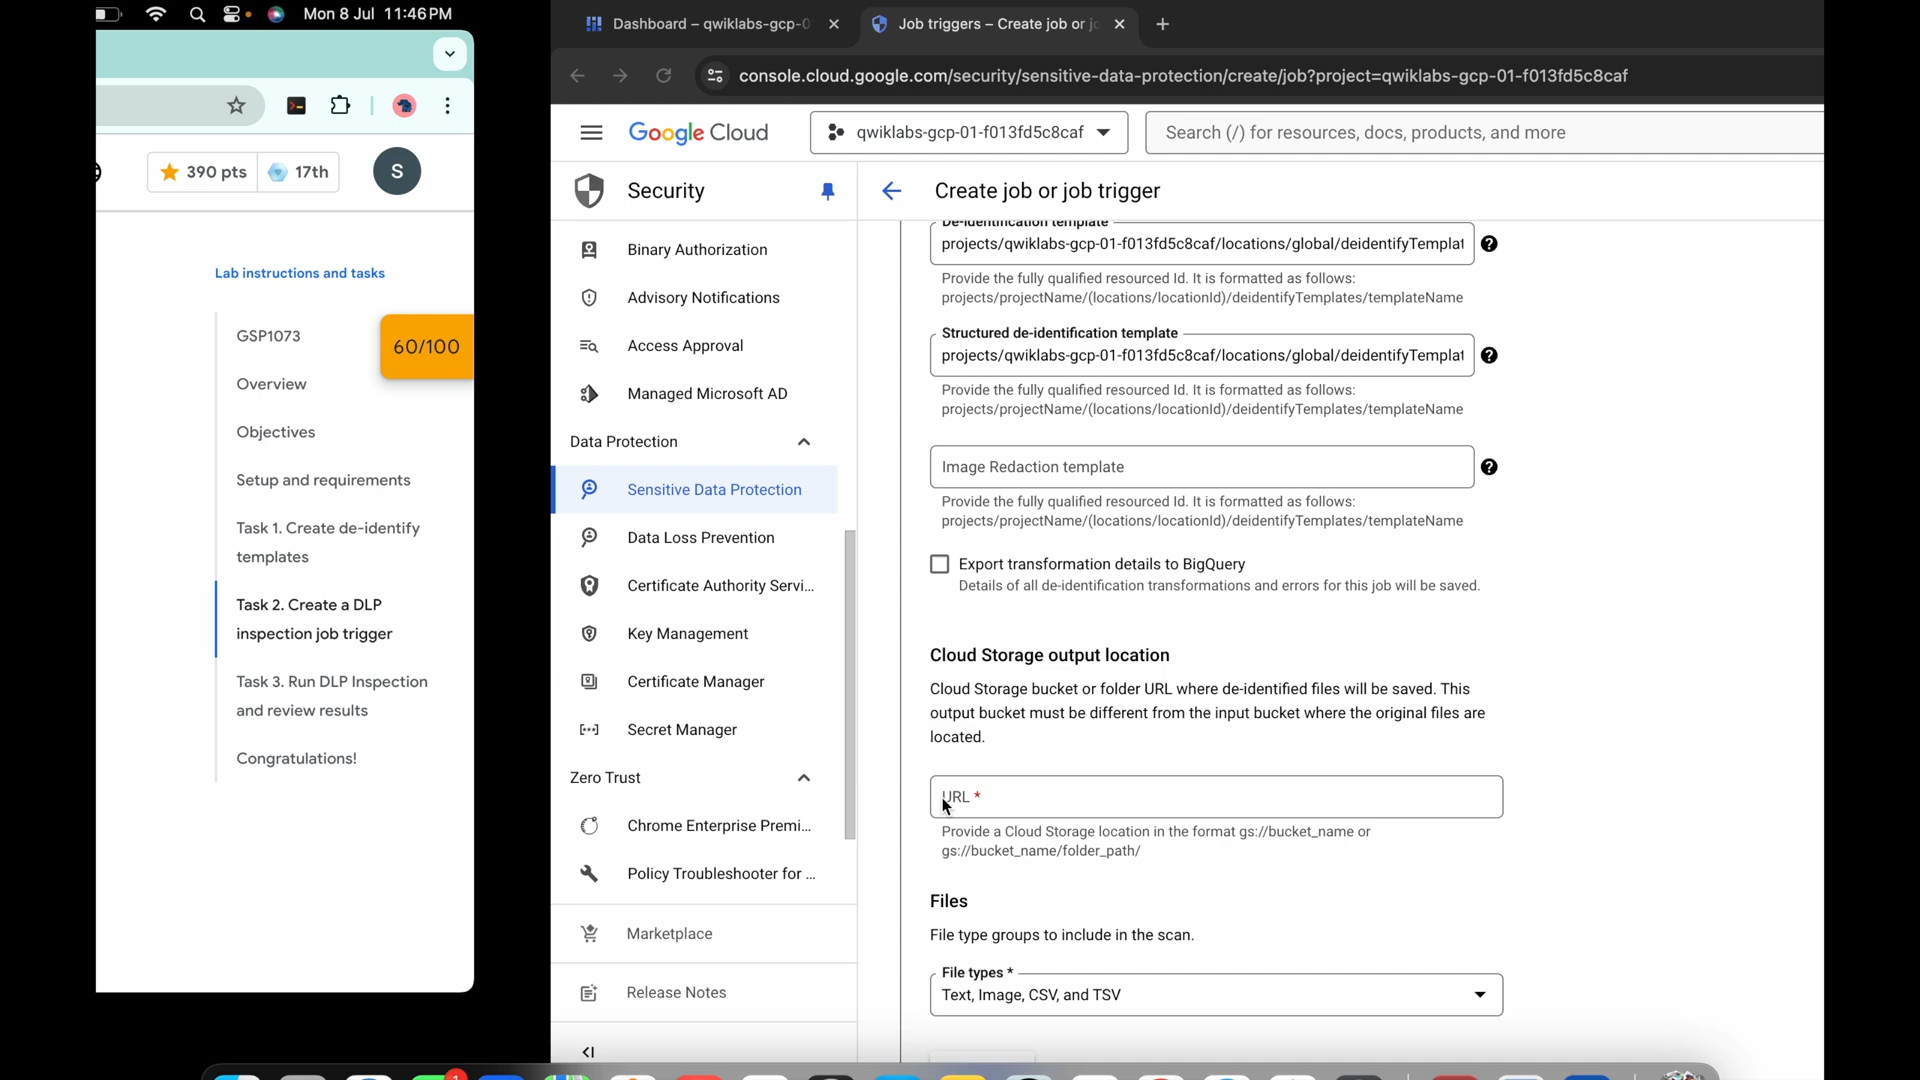 Mon 8 Jul 11:46 PM
390 pts
17th
S
Lab instructions and tasks
GSP1073
60/100
Overview
Objectives
Setup and requirements
Task 1. Create de-identify
templates
Task 2. Create a DLP
inspection job trigger
Task 3. Run DLP Inspection
and review results
Congratulations!
Dashboard – qwiklabs-gcp-0
Job triggers – Create job or jo
console.cloud.google.com/security/sensitive-data-protection/create/job?project=qwiklabs-gcp-01-f013fd5c8caf
Google Cloud
qwiklabs-gcp-01-f013fd5c8caf
Search (/) for resources, docs, products, and more
Security
Create job or job trigger
Binary Authorization
Advisory Notifications
Access Approval
Managed Microsoft AD
Data Protection
Sensitive Data Protection
Data Loss Prevention
Certificate Authority Servi...
Key Management
Certificate Manager
Secret Manager
Zero Trust
Chrome Enterprise Premi...
Policy Troubleshooter for ...
Marketplace
Release Notes
De-identification template
projects/qwiklabs-gcp-01-f013fd5c8caf/locations/global/deidentifyTemplat
Provide the fully qualified resourced Id. It is formatted as follows:
projects/projectName/(locations/locationId)/deidentifyTemplates/templateName
Structured de-identification template
projects/qwiklabs-gcp-01-f013fd5c8caf/locations/global/deidentifyTemplat
Provide the fully qualified resourced Id. It is formatted as follows:
projects/projectName/(locations/locationId)/deidentifyTemplates/templateName
Image Redaction template
Provide the fully qualified resourced Id. It is formatted as follows:
projects/projectName/(locations/locationId)/deidentifyTemplates/templateName
Export transformation details to BigQuery
Details of all de-identification transformations and errors for this job will be saved.
Cloud Storage output location
Cloud Storage bucket or folder URL where de-identified files will be saved. This
output bucket must be different from the input bucket where the original files are
located.
URL *
Provide a Cloud Storage location in the format gs://bucket_name or
gs://bucket_name/folder_path/
Files
File type groups to include in the scan.
File types *
Text, Image, CSV, and TSV
1